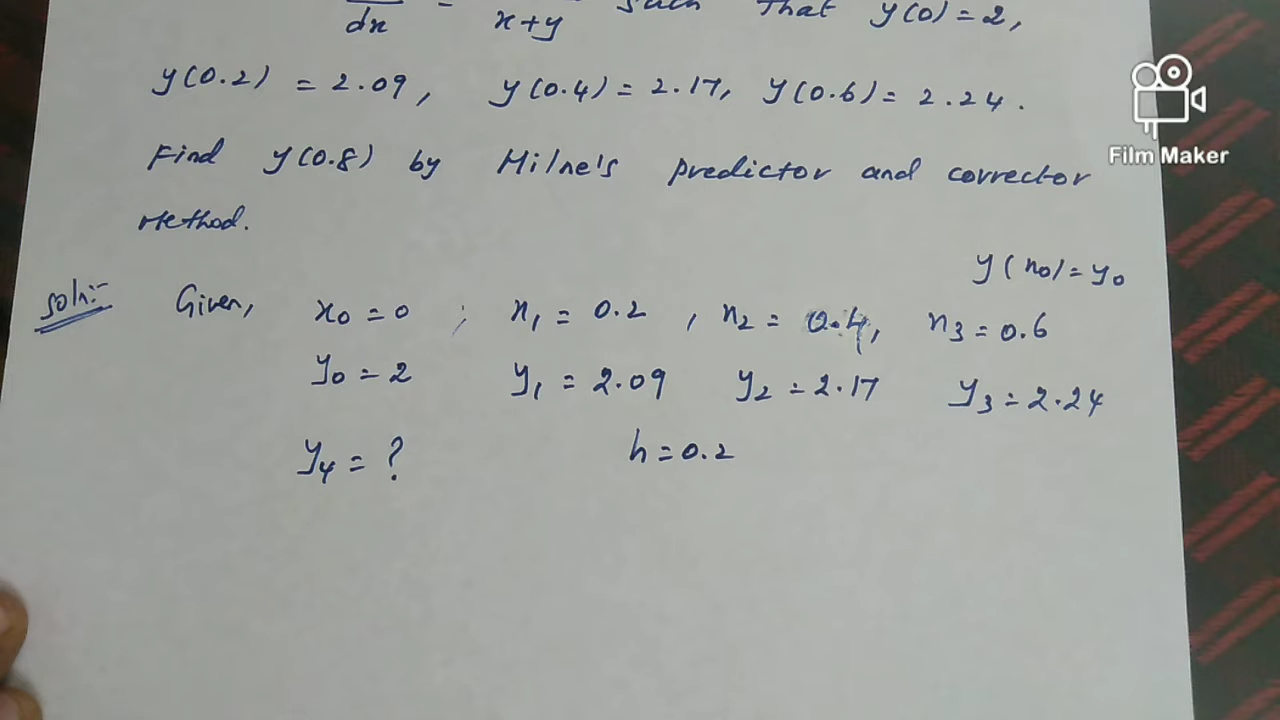 dx x+y such that y(0) = 2,
y(0.2) = 2.09, y(0.4) = 2.17, y(0.6) = 2.24.
Find y(0.8) by Milne's predictor and corrector
Method.
y(x0) = y0
Soln:- Given, x0 = 0 ; x1 = 0.2 , x2 = 0.4, x3 = 0.6
y0 = 2 y1 = 2.09 y2 = 2.17 y3 = 2.24
y4 = ? h = 0.2
Film Maker